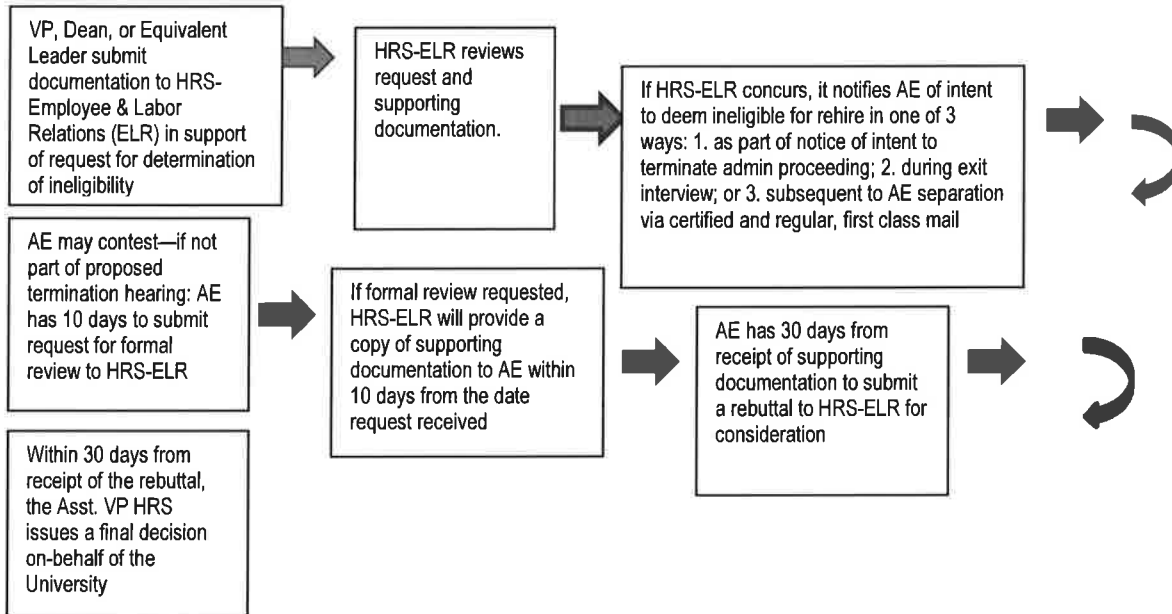 VP, Dean, or Equivalent
Leader submit
documentation to HRS-
Employee & Labor
Relations (ELR) in support
of request for determination
of ineligibility
HRS-ELR reviews
request and
supporting
documentation.
If HRS-ELR concurs, it notifies AE of intent
to deem ineligible for rehire in one of 3
ways: 1. as part of notice of intent to
terminate admin proceeding; 2. during exit
interview; or 3. subsequent to AE separation
via certified and regular, first class mail
AE may contest—if not
part of proposed
termination hearing: AE
has 10 days to submit
request for formal
review to HRS-ELR
If formal review requested,
HRS-ELR will provide a
copy of supporting
documentation to AE within
10 days from the date
request received
AE has 30 days from
receipt of supporting
documentation to submit
a rebuttal to HRS-ELR for
consideration
Within 30 days from
receipt of the rebuttal,
the Asst. VP HRS
issues a final decision
on-behalf of the
University